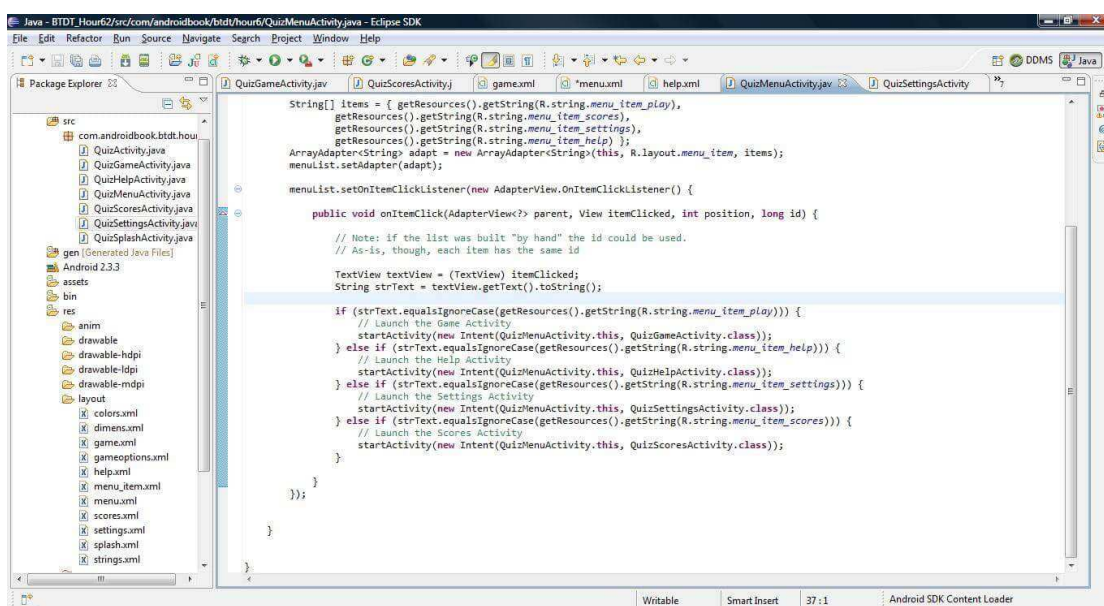 Java - BTDT_Hour62/src/com/androidbook/btdt/hour6/QuizMenuActivity.java - Eclipse SDK
File Edit Refactor Run Source Navigate Search Project Window Help
DDMS Java
Package Explorer
QuizGameActivity.jav QuizScoresActivity.j game.xml *menu.xml help.xml QuizMenuActivity.jav QuizSettingsActivity »7
src
com.androidbook.btdt.hou
QuizActivity.java
QuizGameActivity.java
QuizHelpActivity.java
QuizMenuActivity.java
QuizScoresActivity.java
QuizSettingsActivity.java
QuizSplashActivity.java
gen [Generated Java Files]
Android 2.3.3
assets
bin
res
anim
drawable
drawable-hdpi
drawable-ldpi
drawable-mdpi
layout
colors.xml
dimens.xml
game.xml
gameoptions.xml
help.xml
menu_item.xml
menu.xml
scores.xml
settings.xml
splash.xml
strings.xml
String[] items = { getResources().getString(R.string.menu_item_play),
getResources().getString(R.string.menu_item_scores),
getResources().getString(R.string.menu_item_settings),
getResources().getString(R.string.menu_item_help) };
ArrayAdapter<String> adapt = new ArrayAdapter<String>(this, R.layout.menu_item, items);
menuList.setAdapter(adapt);
menuList.setOnItemClickListener(new AdapterView.OnItemClickListener() {
public void onItemClick(AdapterView<?> parent, View itemClicked, int position, long id) {
// Note: if the list was built "by hand" the id could be used.
// As-is, though, each item has the same id
TextView textView = (TextView) itemClicked;
String strText = textView.getText().toString();
if (strText.equalsIgnoreCase(getResources().getString(R.string.menu_item_play))) {
// Launch the Game Activity
startActivity(new Intent(QuizMenuActivity.this, QuizGameActivity.class));
} else if (strText.equalsIgnoreCase(getResources().getString(R.string.menu_item_help))) {
// Launch the Help Activity
startActivity(new Intent(QuizMenuActivity.this, QuizHelpActivity.class));
} else if (strText.equalsIgnoreCase(getResources().getString(R.string.menu_item_settings))) {
// Launch the Settings Activity
startActivity(new Intent(QuizMenuActivity.this, QuizSettingsActivity.class));
} else if (strText.equalsIgnoreCase(getResources().getString(R.string.menu_item_scores))) {
// Launch the Scores Activity
startActivity(new Intent(QuizMenuActivity.this, QuizScoresActivity.class));
}
}
});
}
}
Writable Smart Insert 37:1 Android SDK Content Loader